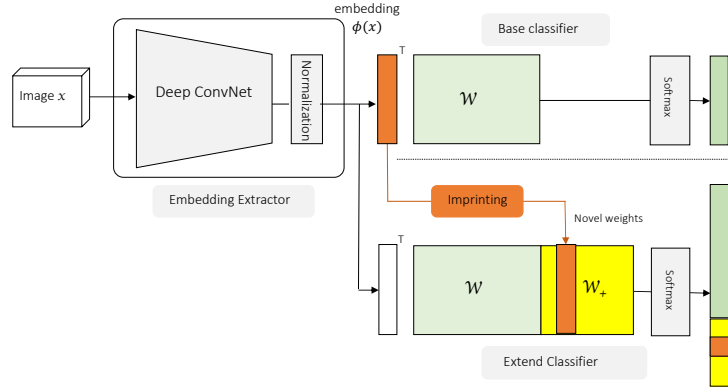 embedding
ϕ(x)
Base classifier
T
Image x
Deep ConvNet
Normalization
𝒲
Softmax
Embedding Extractor
Imprinting
Novel weights
T
𝒲
𝒲+
Softmax
Extend Classifier